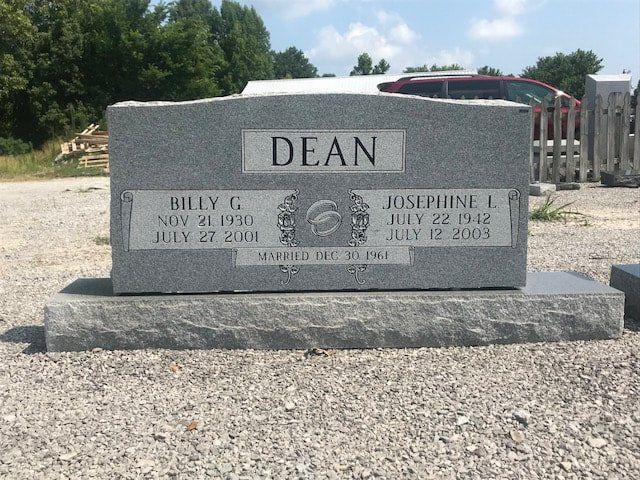 DEAN
BILLY G.
NOV 21 1930
JULY 27 2001
JOSEPHINE L.
JULY 22 1942
JULY 12 2003
MARRIED DEC 30 1961